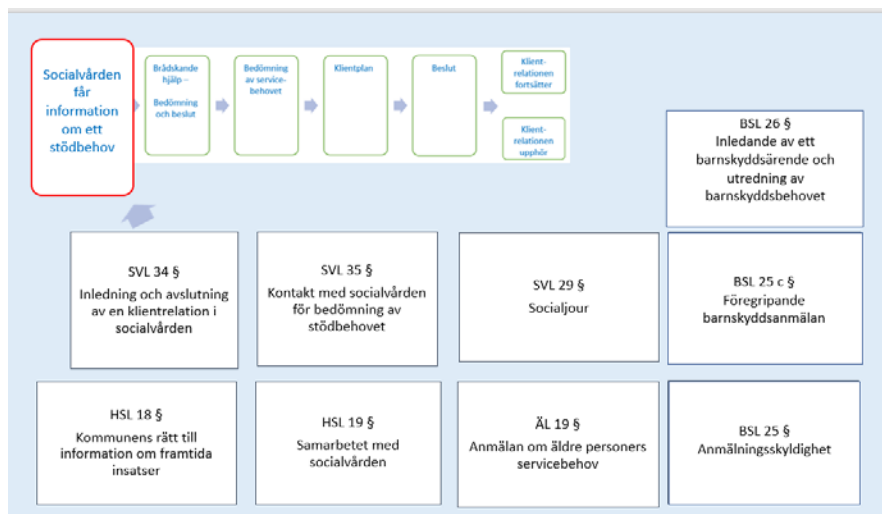 Socialvården
får
information
om ett
stödbehov
Brådskande
hjälp –
Bedömning
och beslut
Bedömning
av service-
behovet
Klientplan
Beslut
Klient-
relationen
fortsätter
Klient-
relationen
upphör
BSL 26 §
Inledande av ett
barnskyddsärende och
utredning av
barnskyddsbehovet
SVL 34 §
Inledning och avslutning
av en klientrelation i
socialvården
SVL 35 §
Kontakt med socialvården
för bedömning av
stödbehovet
SVL 29 §
Socialjour
BSL 25 c §
Föregripande
barnskyddsanmälan
HSL 18 §
Kommunens rätt till
information om framtida
insatser
HSL 19 §
Samarbetet med
socialvården
ÄL 19 §
Anmälan om äldre personers
servicebehov
BSL 25 §
Anmälningsskyldighet